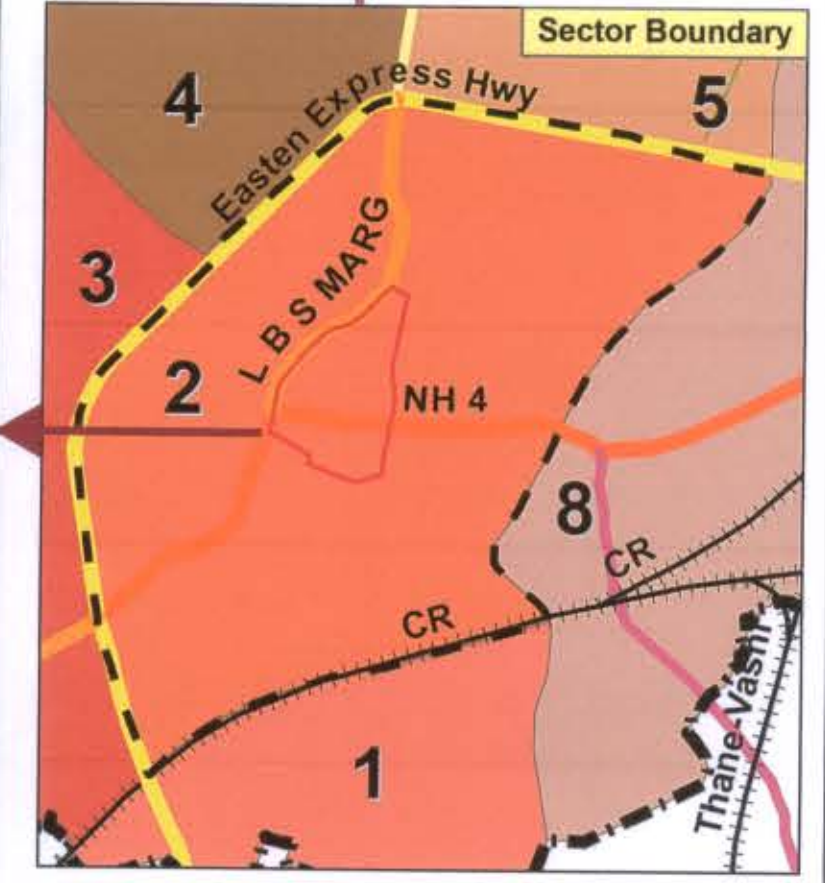 Sector Boundary
4
5
Easten Express Hwy
3
L B S MARG
2
NH 4
8
CR
CR
1
Thane-Vashi